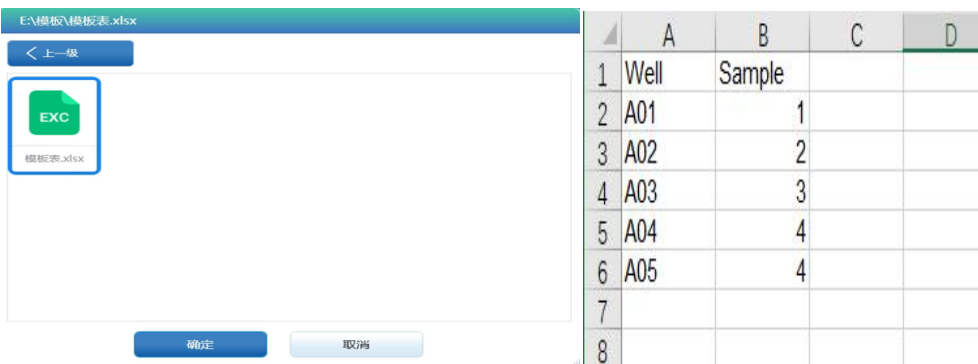 E:\模板\模板表.xlsx
上一级
EXC
模板表.xlsx
确定
取消
A B C D
1 Well Sample
2 A01 1
3 A02 2
4 A03 3
5 A04 4
6 A05 4
7
8